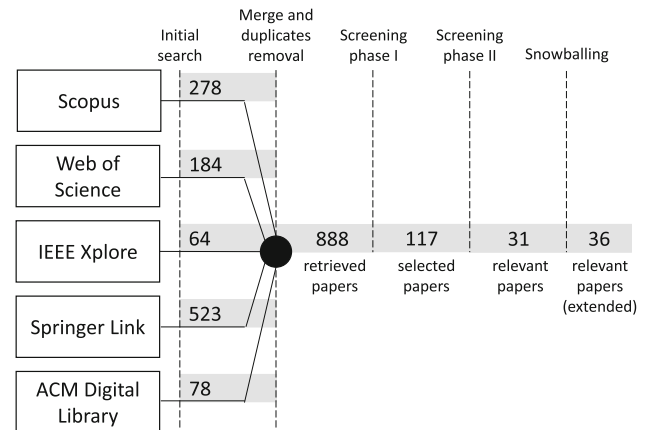 Initial
search
Merge and
duplicates
removal
Screening
phase I
Screening
phase II
Snowballing
Scopus
278
Web of
Science
184
IEEE Xplore
64
888
117
31
36
retrieved
papers
selected
papers
relevant
papers
relevant
papers
(extended)
Springer Link
523
ACM Digital
Library
78